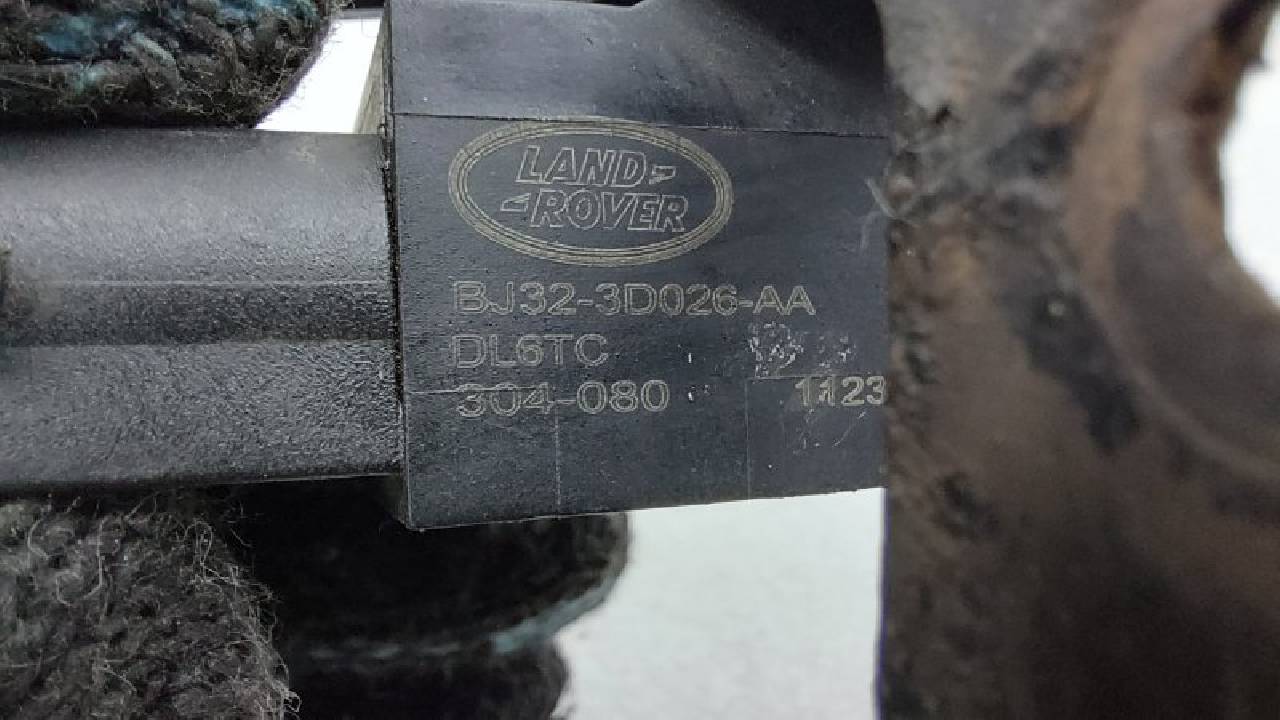 LAND
ROVER
BJ32-3D026-AA
DL6TC
304-080 1123